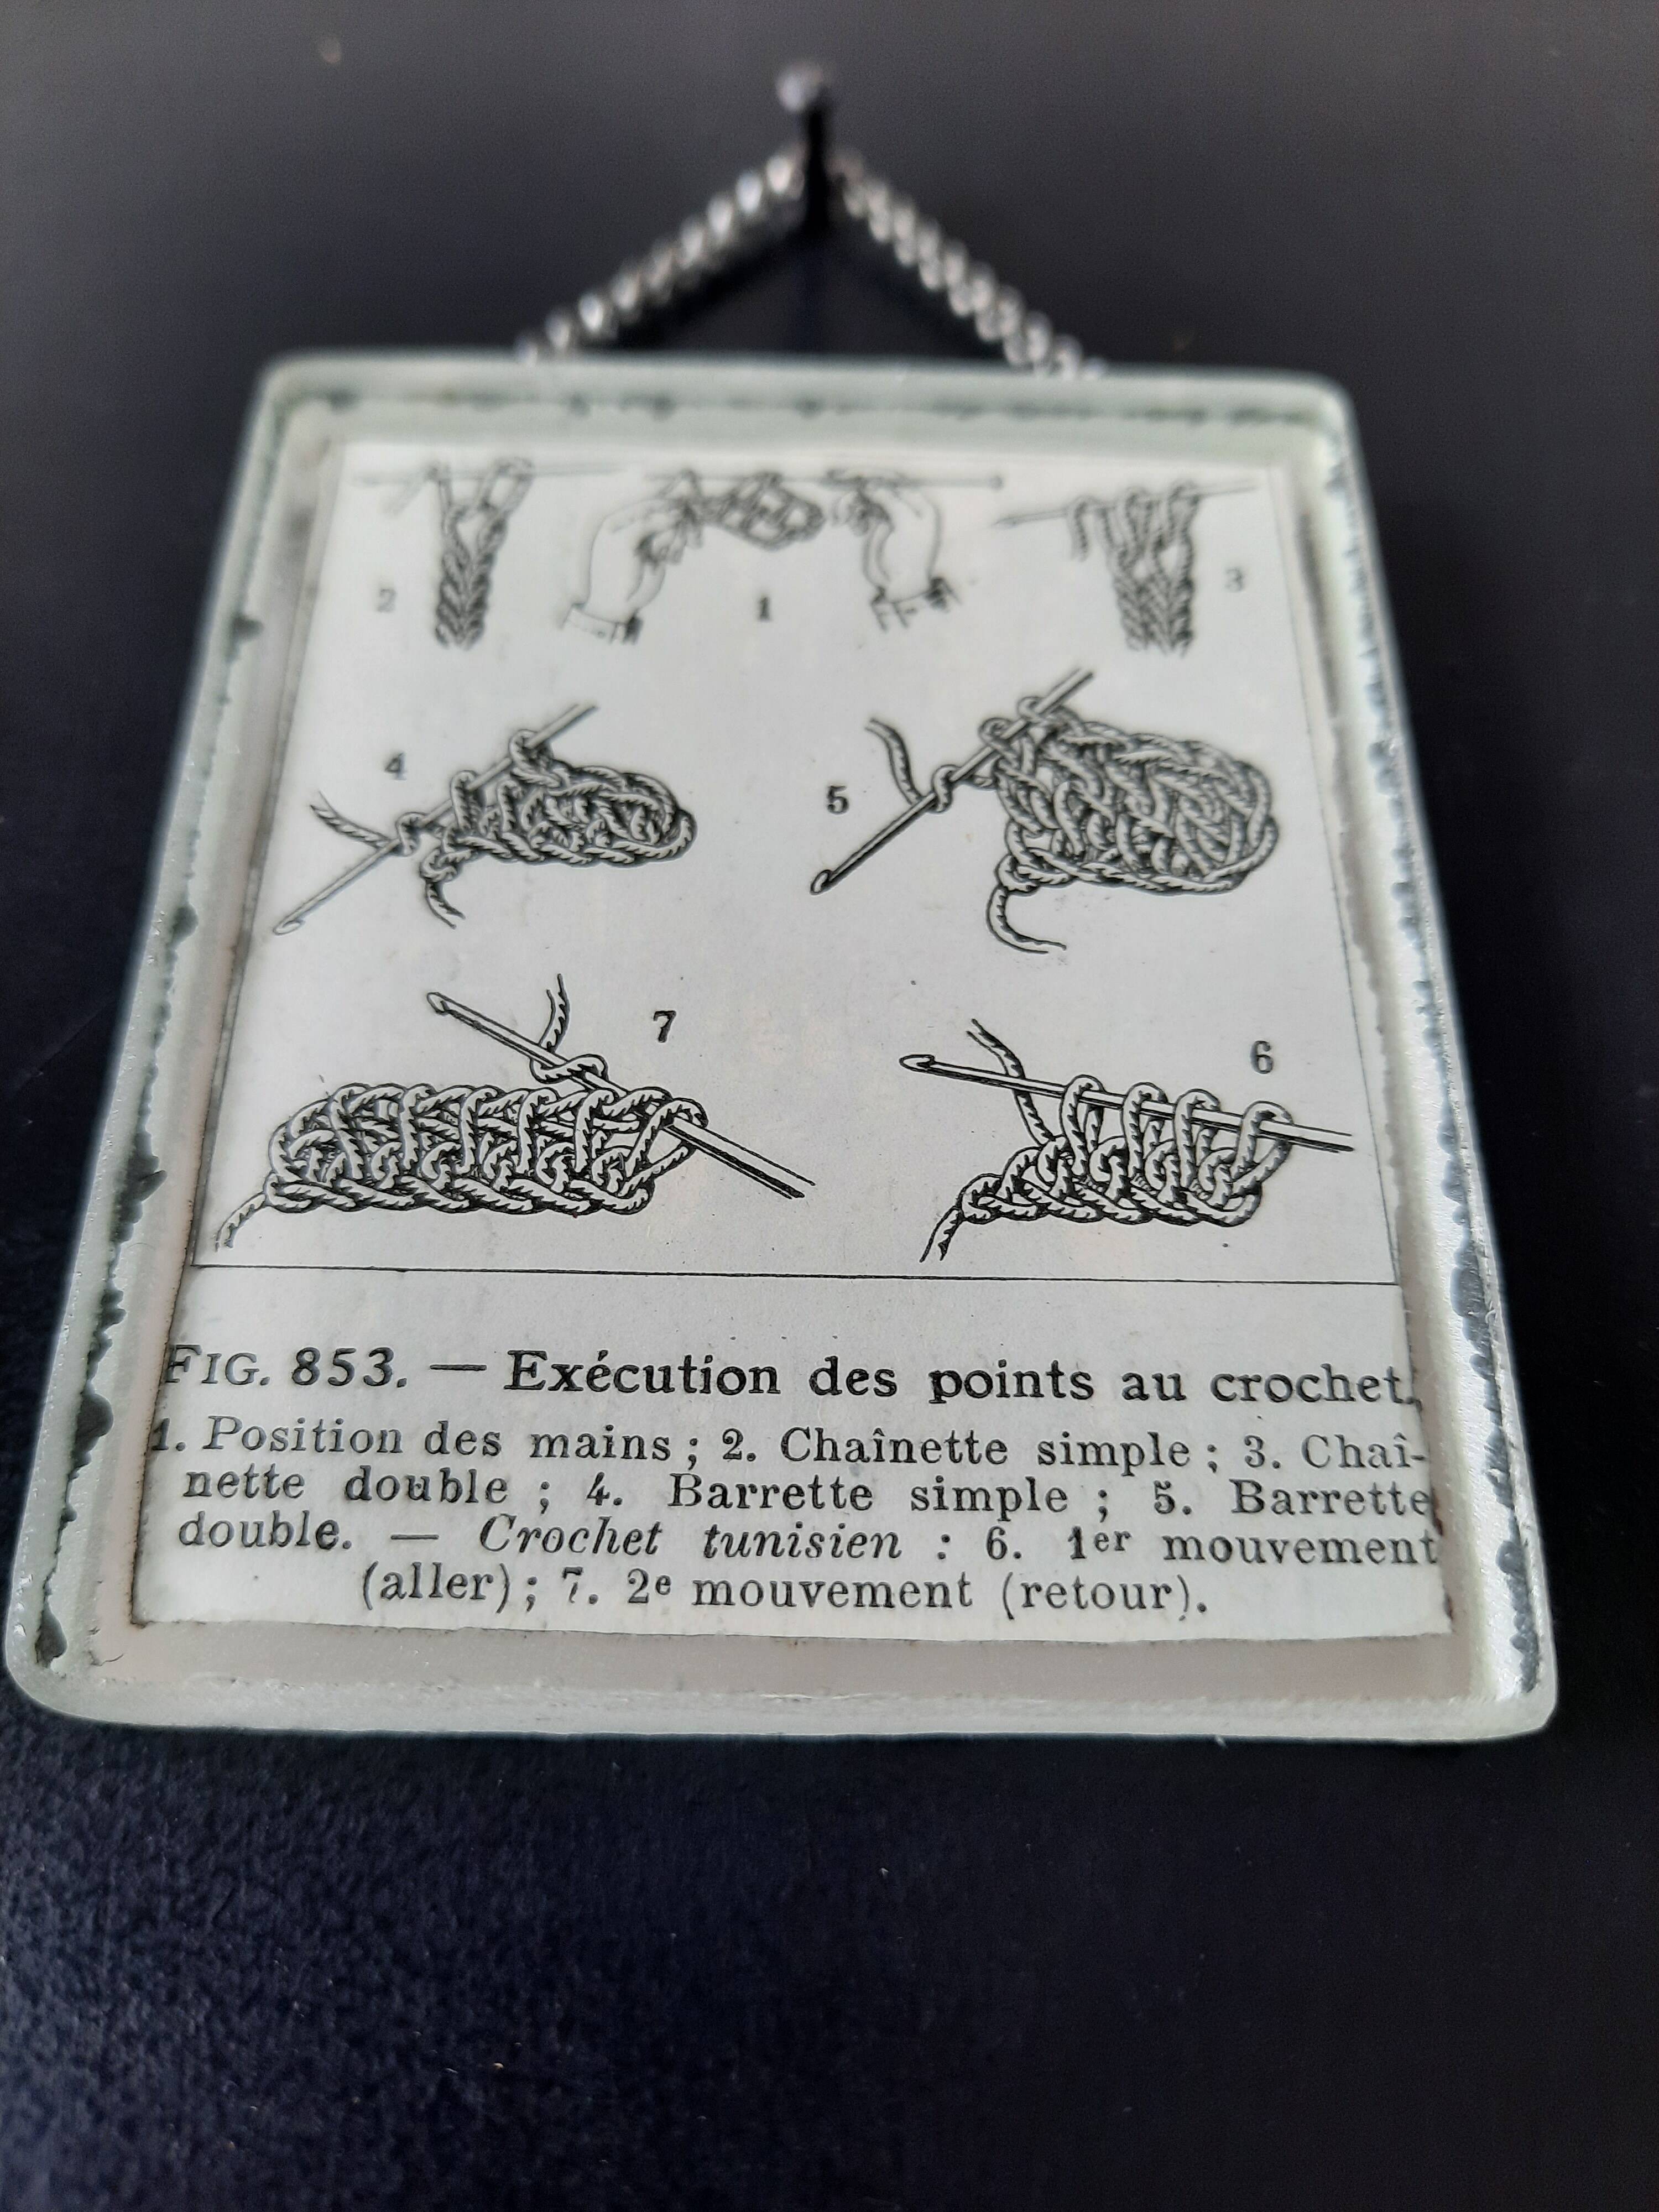 2 1 3
4 5
7 6
FIG. 853. — Exécution des points au crochet.
1. Position des mains ; 2. Chaînette simple ; 3. Chaî-
nette double ; 4. Barrette simple ; 5. Barrette
double. — Crochet tunisien : 6. 1er mouvement
(aller) ; 7. 2e mouvement (retour).